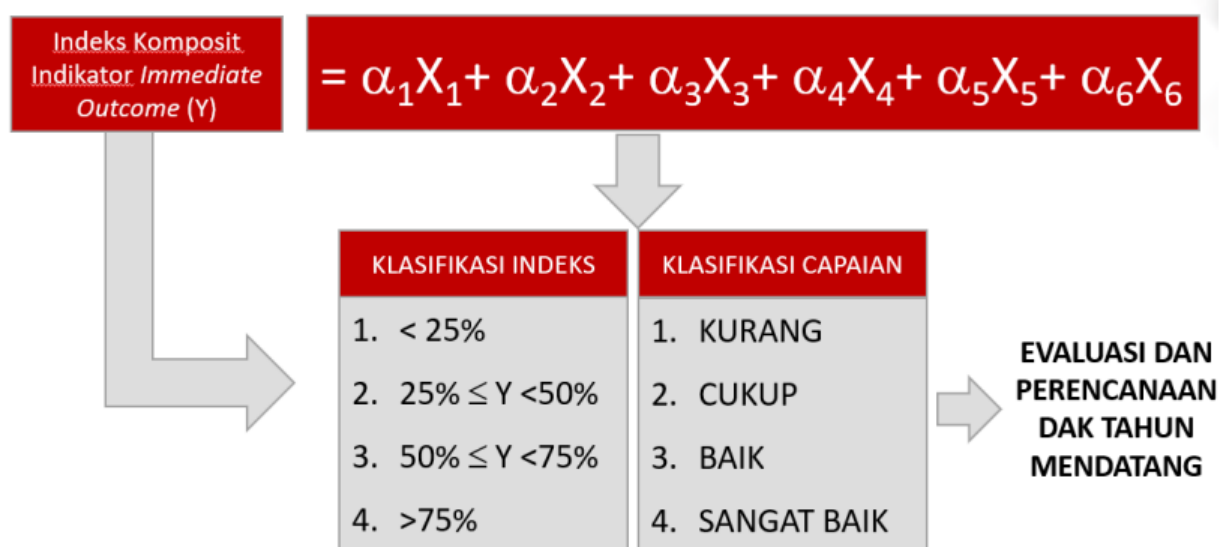 Indeks Komposit
Indikator Immediate
Outcome (Y)
= α₁X₁+ α₂X₂+ α₃X₃+ α₄X₄+ α₅X₅+ α₆X₆
KLASIFIKASI INDEKS
1. < 25%
2. 25% ≤ Y <50%
3. 50% ≤ Y <75%
4. >75%
KLASIFIKASI CAPAIAN
1. KURANG
2. CUKUP
3. BAIK
4. SANGAT BAIK
EVALUASI DAN
PERENCANAAN
DAK TAHUN
MENDATANG